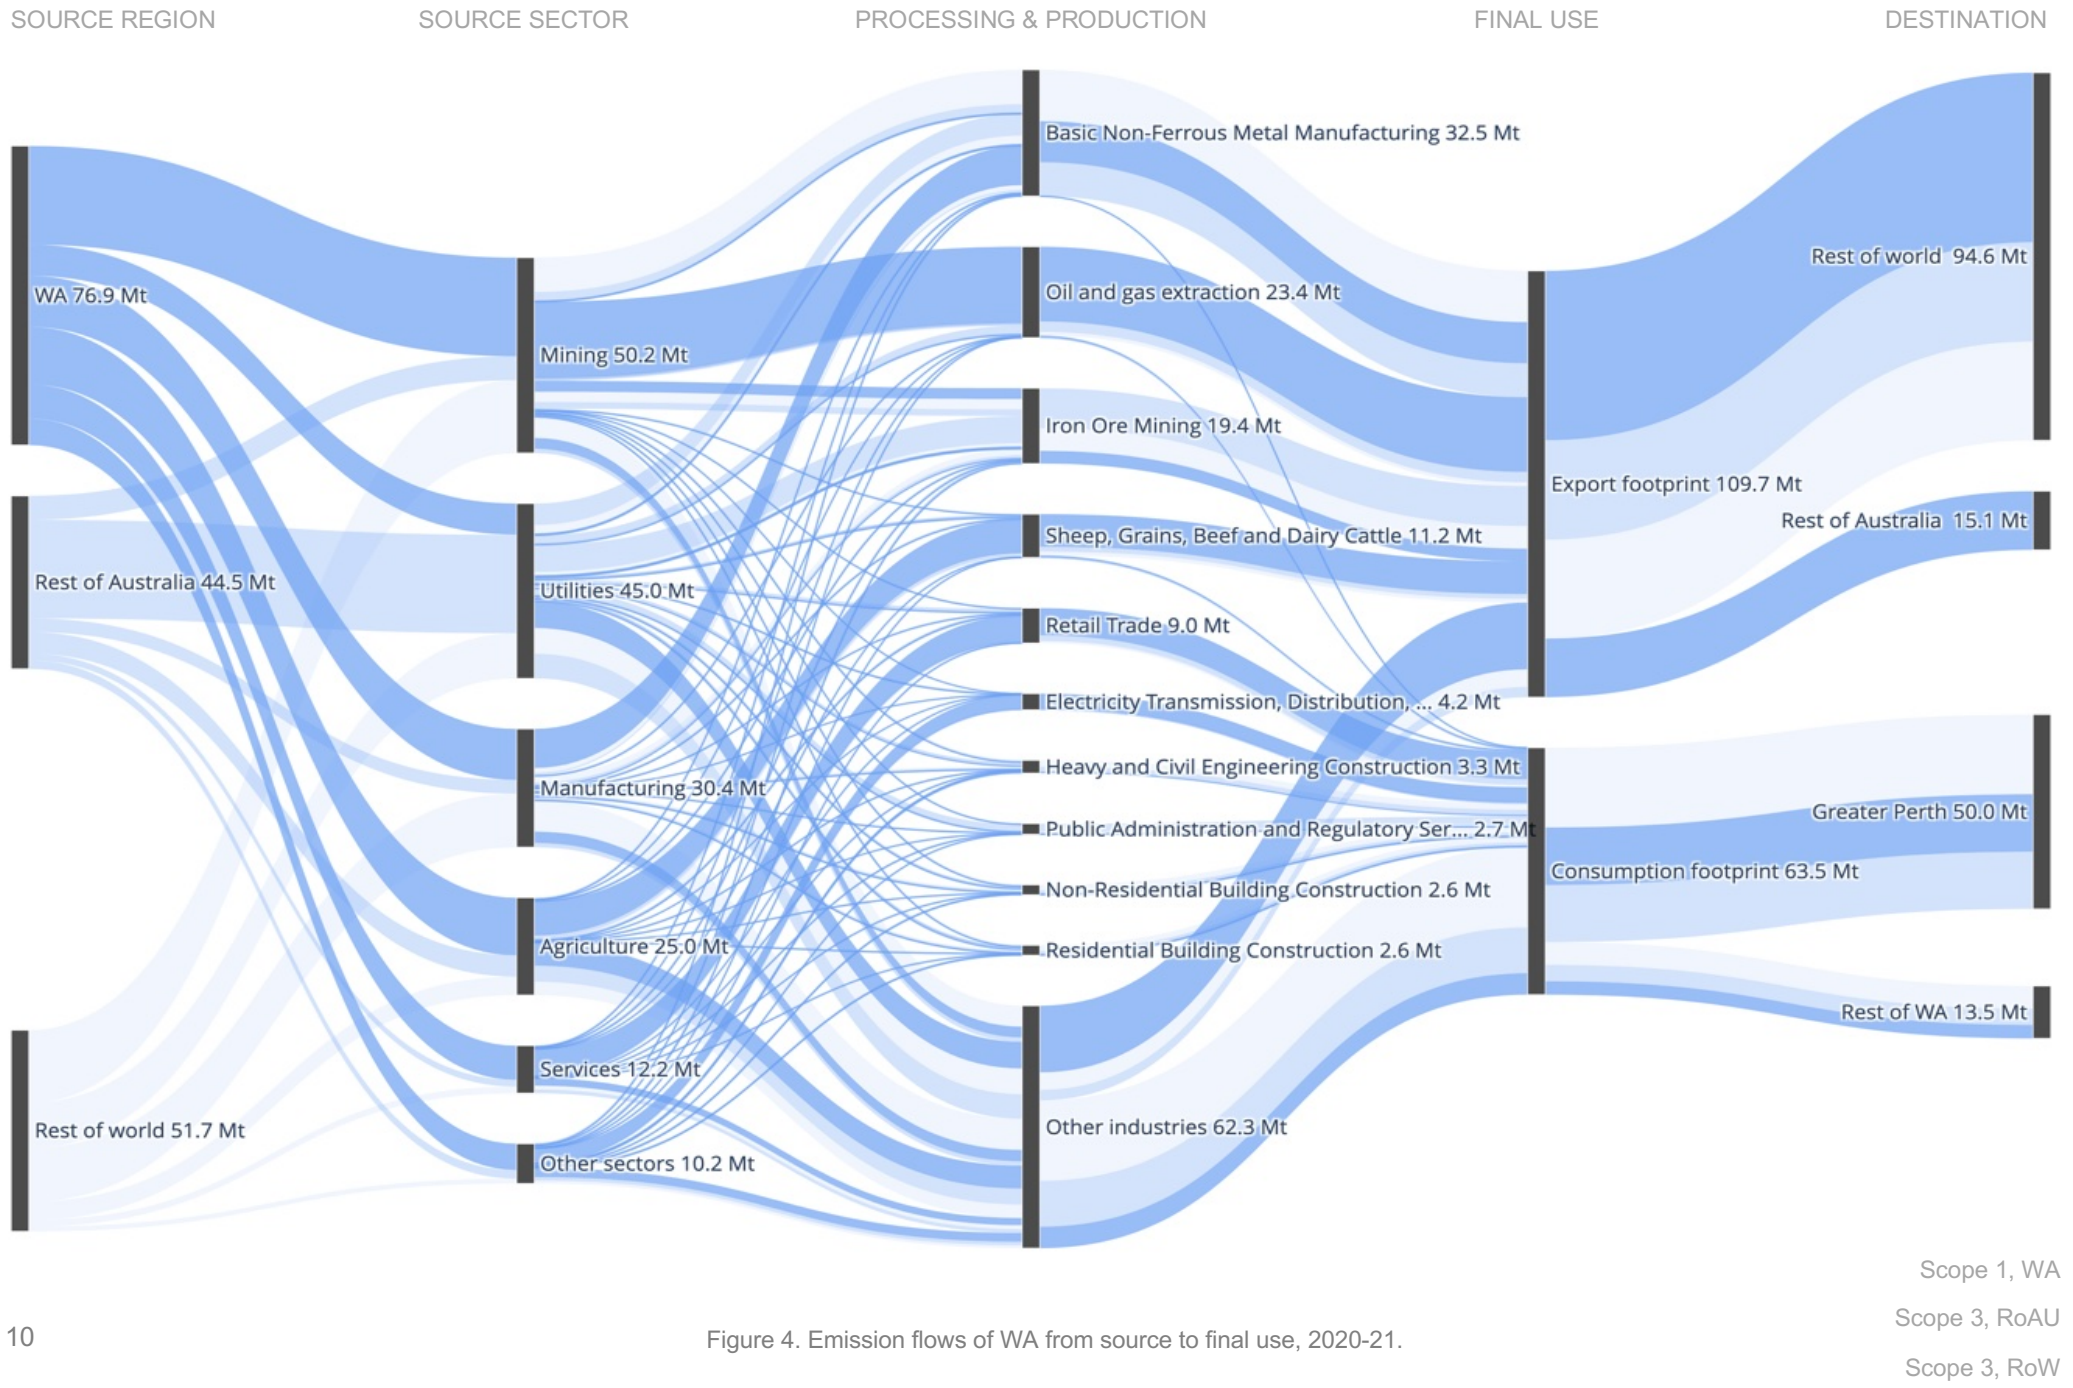 SOURCE REGION
SOURCE SECTOR
PROCESSING & PRODUCTION
FINAL USE
DESTINATION
WA 76.9 Mt
Rest of Australia 44.5 Mt
Rest of world 51.7 Mt
Mining 50.2 Mt
Utilities 45.0 Mt
Manufacturing 30.4 Mt
Agriculture 25.0 Mt
Services 12.2 Mt
Other sectors 10.2 Mt
Basic Non-Ferrous Metal Manufacturing 32.5 Mt
Oil and gas extraction 23.4 Mt
Iron Ore Mining 19.4 Mt
Sheep, Grains, Beef and Dairy Cattle 11.2 Mt
Retail Trade 9.0 Mt
Electricity Transmission, Distribution, ... 4.2 Mt
Heavy and Civil Engineering Construction 3.3 Mt
Public Administration and Regulatory Ser... 2.7 Mt
Non-Residential Building Construction 2.6 Mt
Residential Building Construction 2.6 Mt
Other industries 62.3 Mt
Export footprint 109.7 Mt
Consumption footprint 63.5 Mt
Rest of world 94.6 Mt
Rest of Australia 15.1 Mt
Greater Perth 50.0 Mt
Rest of WA 13.5 Mt
Scope 1, WA
Scope 3, RoAU
Scope 3, RoW
10
Figure 4. Emission flows of WA from source to final use, 2020-21.